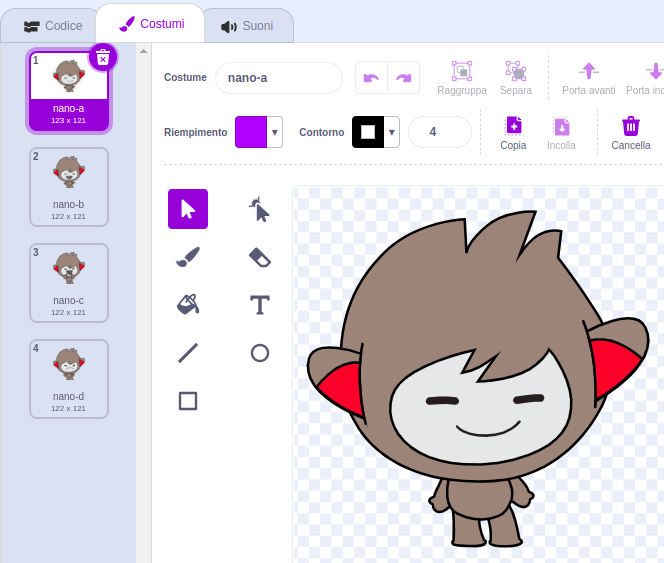 Codice
Costumi
Suoni
1
nano-a
123 x 121
2
nano-b
122 x 121
3
nano-c
122 x 121
4
nano-d
122 x 121
Costume
nano-a
Raggruppa
Separa
Porta avanti
Riempimento
Contorno
4
Copia
Incolla
Cancella